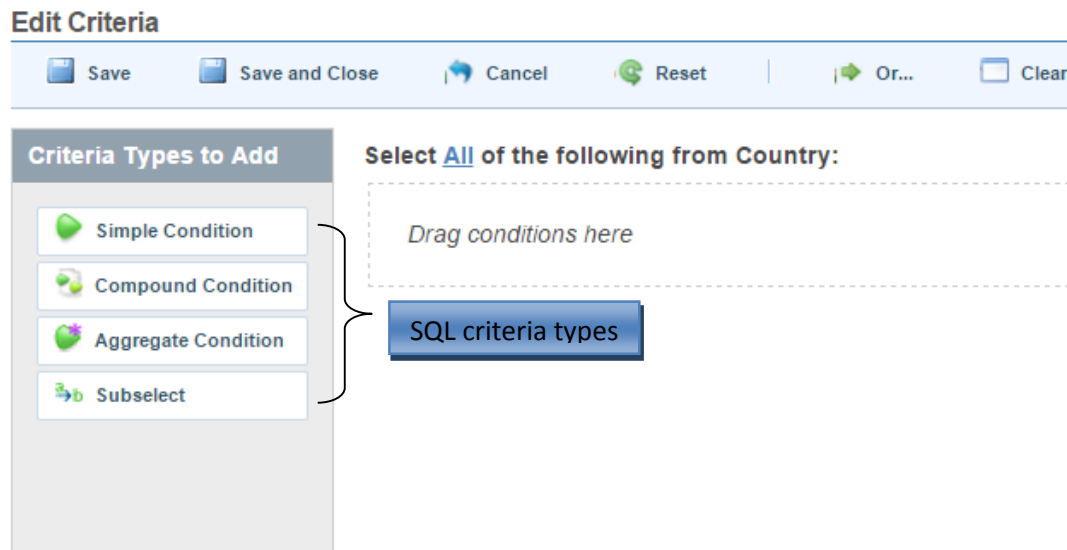 Edit Criteria
Save Save and Close Cancel Reset Or... Clear
Criteria Types to Add
Select All of the following from Country:
Simple Condition
Drag conditions here
Compound Condition
SQL criteria types
Aggregate Condition
Subselect